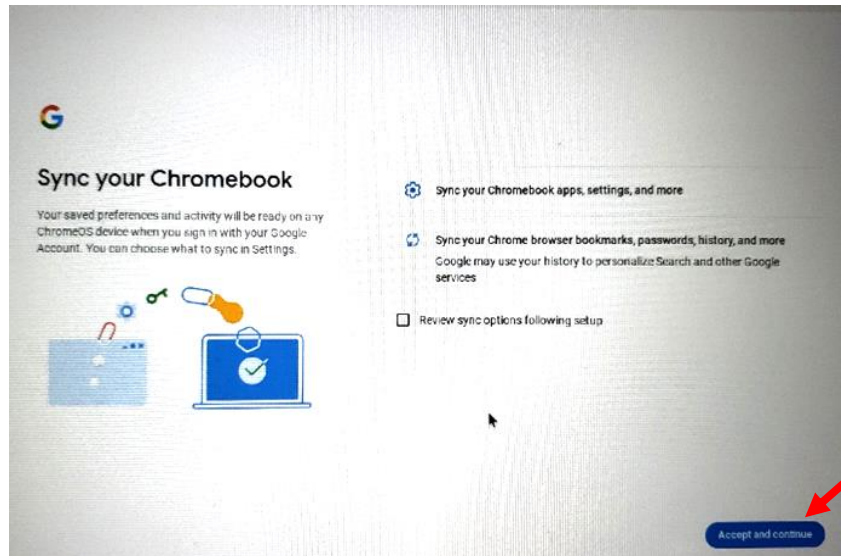 Sync your Chromebook
Your saved preferences and activity will be ready on any
ChromeOS device when you sign in with your Google
Account. You can choose what to sync in Settings.
Sync your Chromebook apps, settings, and more
Sync your Chrome browser bookmarks, passwords, history, and more
Google may use your history to personalize Search and other Google
services
Review sync options following setup
Accept and continue